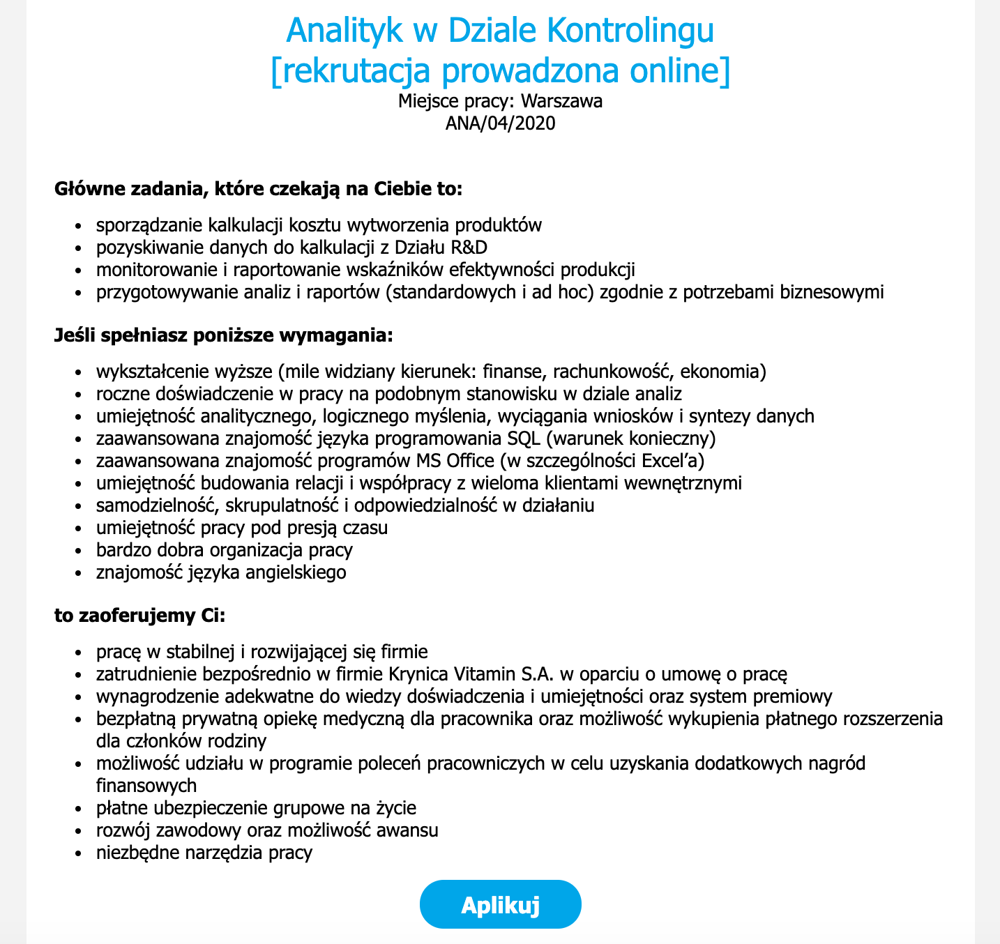 Analityk w Dziale Kontrolingu
[rekrutacja prowadzona online]
Miejsce pracy: Warszawa
ANA/04/2020
Główne zadania, które czekają na Ciebie to:
• sporządzanie kalkulacji kosztu wytworzenia produktów
• pozyskiwanie danych do kalkulacji z Działu R&D
• monitorowanie i raportowanie wskaźników efektywności produkcji
• przygotowywanie analiz i raportów (standardowych i ad hoc) zgodnie z potrzebami biznesowymi
Jeśli spełniasz poniższe wymagania:
• wykształcenie wyższe (mile widziany kierunek: finanse, rachunkowość, ekonomia)
• roczne doświadczenie w pracy na podobnym stanowisku w dziale analiz
• umiejętność analitycznego, logicznego myślenia, wyciągania wniosków i syntezy danych
• zaawansowana znajomość języka programowania SQL (warunek konieczny)
• zaawansowana znajomość programów MS Office (w szczególności Excel’a)
• umiejętność budowania relacji i współpracy z wieloma klientami wewnętrznymi
• samodzielność, skrupulatność i odpowiedzialność w działaniu
• umiejętność pracy pod presją czasu
• bardzo dobra organizacja pracy
• znajomość języka angielskiego
to zaoferujemy Ci:
• pracę w stabilnej i rozwijającej się firmie
• zatrudnienie bezpośrednio w firmie Krynica Vitamin S.A. w oparciu o umowę o pracę
• wynagrodzenie adekwatne do wiedzy doświadczenia i umiejętności oraz system premiowy
• bezpłatną prywatną opiekę medyczną dla pracownika oraz możliwość wykupienia płatnego rozszerzenia
dla członków rodziny
• możliwość udziału w programie poleceń pracowniczych w celu uzyskania dodatkowych nagród
finansowych
• płatne ubezpieczenie grupowe na życie
• rozwój zawodowy oraz możliwość awansu
• niezbędne narzędzia pracy
Aplikuj